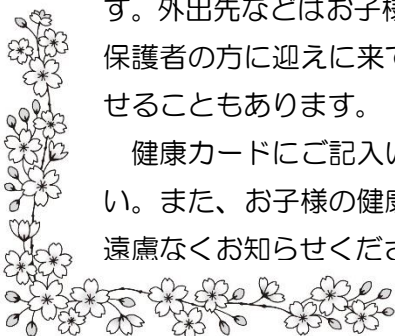 す。外出先などはお子様
保護者の方に迎えに来て
せることもあります。
健康カードにご記入い
い。また、お子様の健康
遠慮なくお知らせくださ